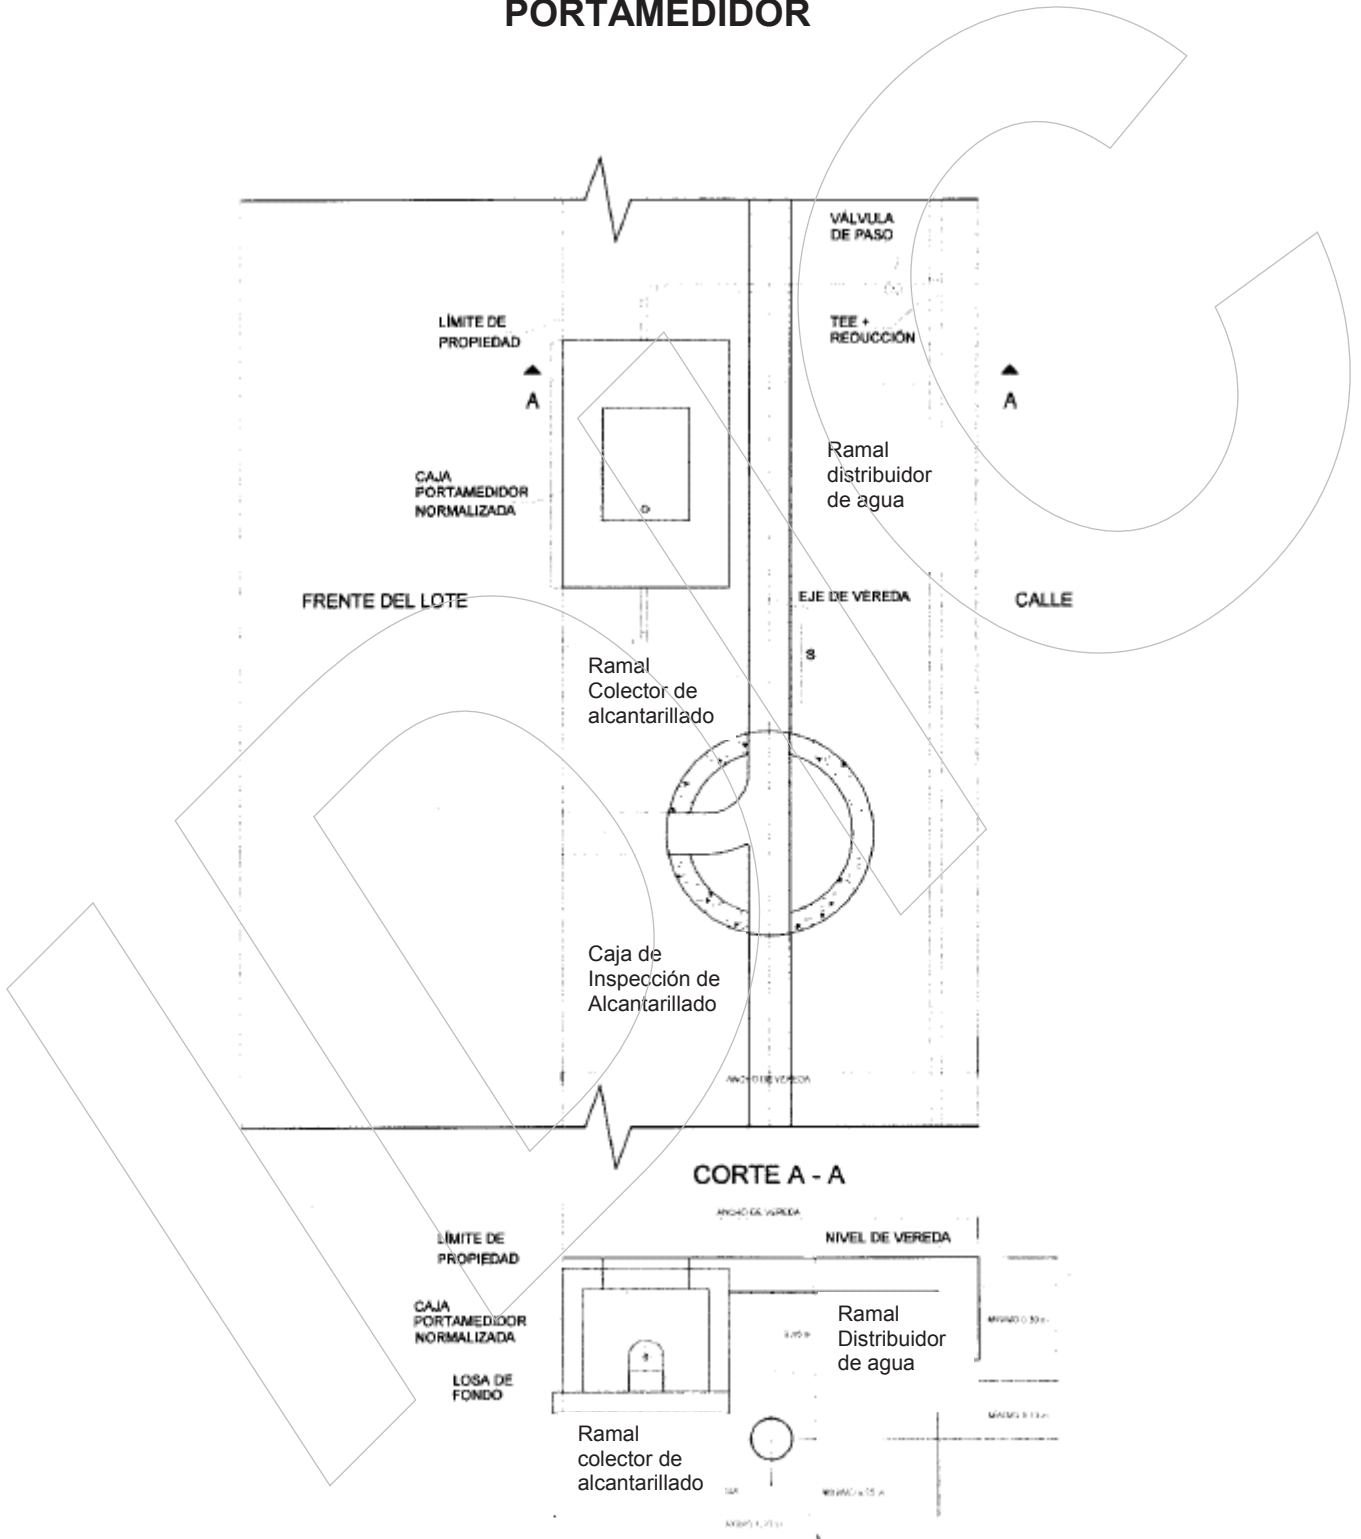 PORTAMEDIDOR
VÁLVULA
DE PASO
LÍMITE DE
PROPIEDAD
TEE +
REDUCCIÓN
A
A
Ramal
distribuidor
de agua
CAJA
PORTAMEDIDOR
NORMALIZADA
FRENTE DEL LOTE
EJE DE VEREDA
CALLE
Ramal
Colector de
alcantarillado
S
Caja de
Inspección de
Alcantarillado
ANCHO DE VEREDA
CORTE A - A
ANCHO DE VEREDA
LÍMITE DE
PROPIEDAD
NIVEL DE VEREDA
CAJA
PORTAMEDIDOR
NORMALIZADA
Ramal
Distribuidor
de agua
LOSA DE
FONDO
Ramal
colector de
alcantarillado